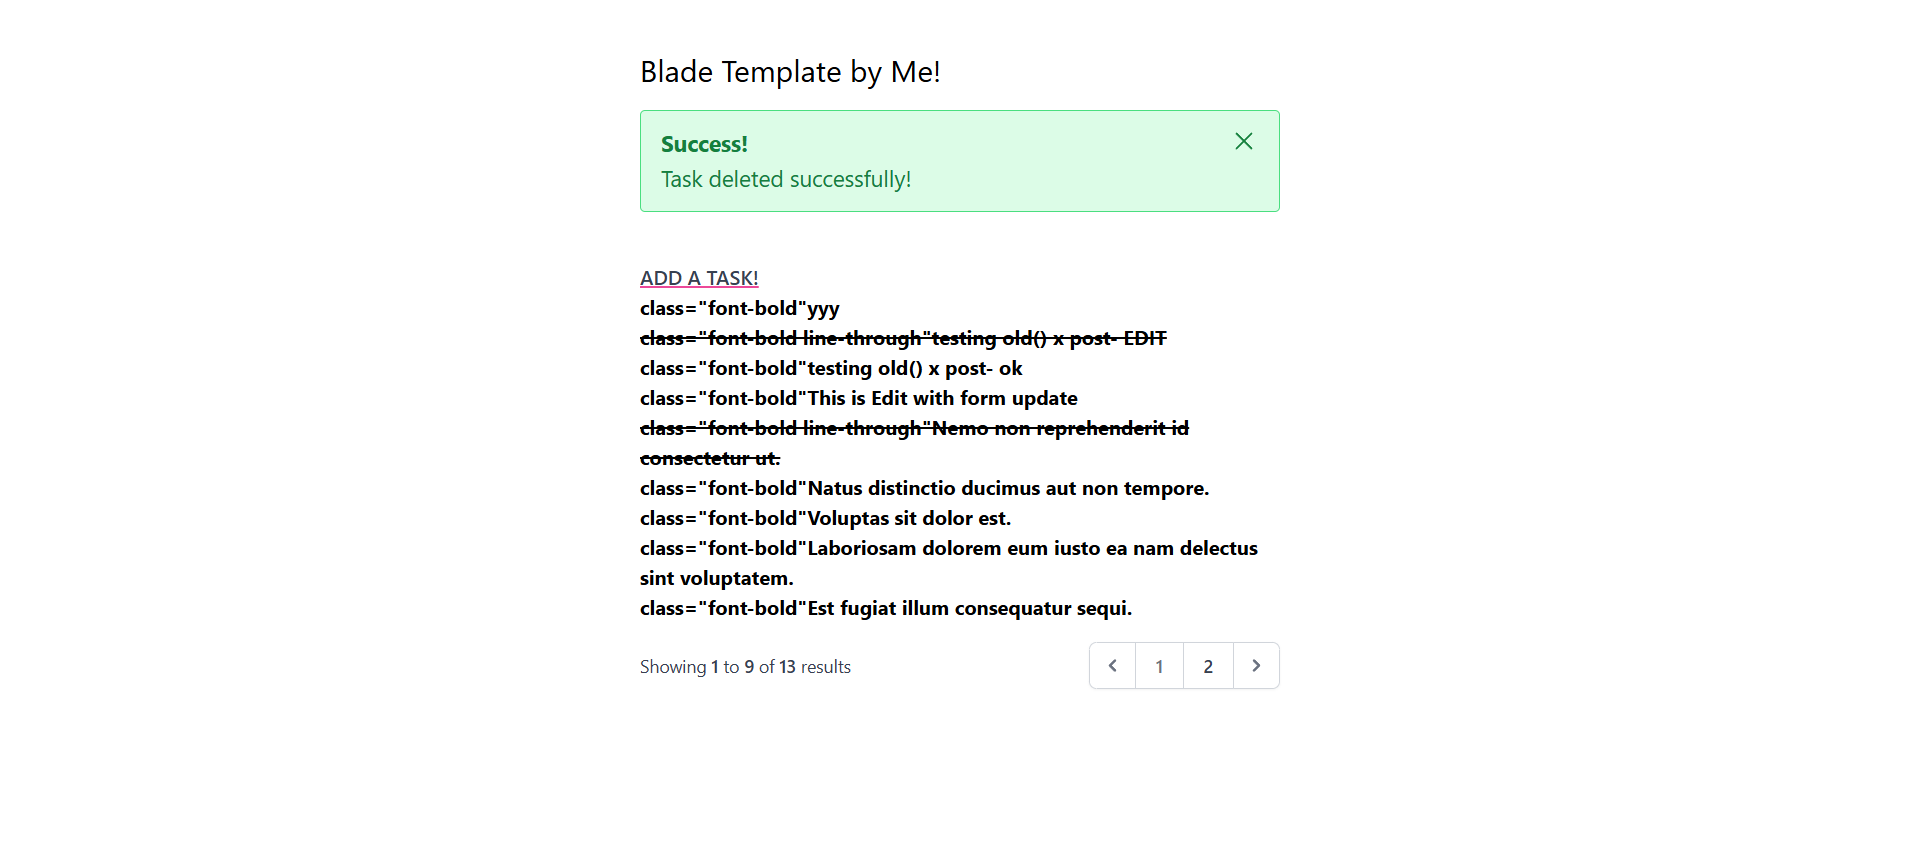 Blade Template by Me!
Success!
Task deleted successfully!
ADD A TASK!
class="font-bold"yyy
class="font-bold line-through"testing old() x post- EDIT
class="font-bold"testing old() x post- ok
class="font-bold"This is Edit with form update
class="font-bold line-through"Nemo non reprehenderit id
consectetur ut.
class="font-bold"Natus distinctio ducimus aut non tempore.
class="font-bold"Voluptas sit dolor est.
class="font-bold"Laboriosam dolorem eum iusto ea nam delectus
sint voluptatem.
class="font-bold"Est fugiat illum consequatur sequi.
Showing 1 to 9 of 13 results
1 2